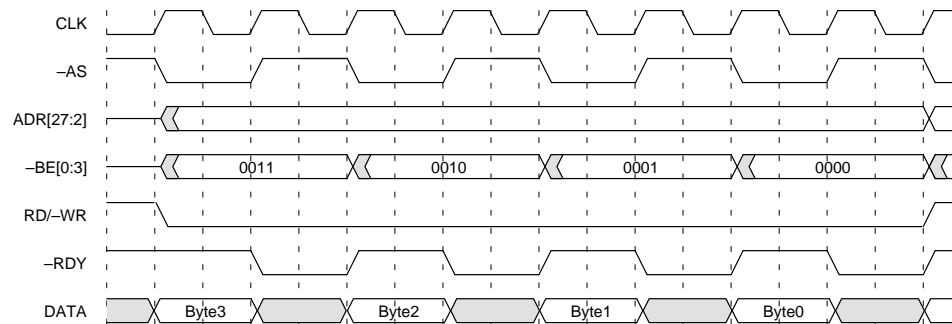 CLK
–AS
ADR[27:2]
–BE[0:3] 0011 0010 0001 0000
RD/–WR
–RDY
DATA Byte3 Byte2 Byte1 Byte0